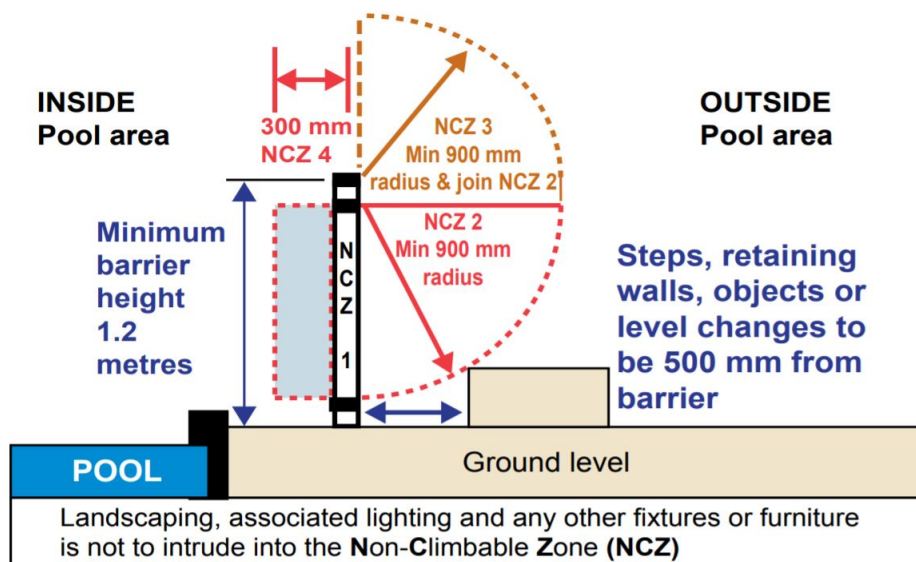 INSIDE
Pool area
300 mm
NCZ 4
NCZ 3
Min 900 mm
radius & join NCZ 2
OUTSIDE
Pool area
Minimum
barrier
height
1.2
metres
N
C
Z
1
NCZ 2
Min 900 mm
radius
Steps, retaining
walls, objects or
level changes to
be 500 mm from
barrier
POOL
Ground level
Landscaping, associated lighting and any other fixtures or furniture
is not to intrude into the Non-Climbable Zone (NCZ)